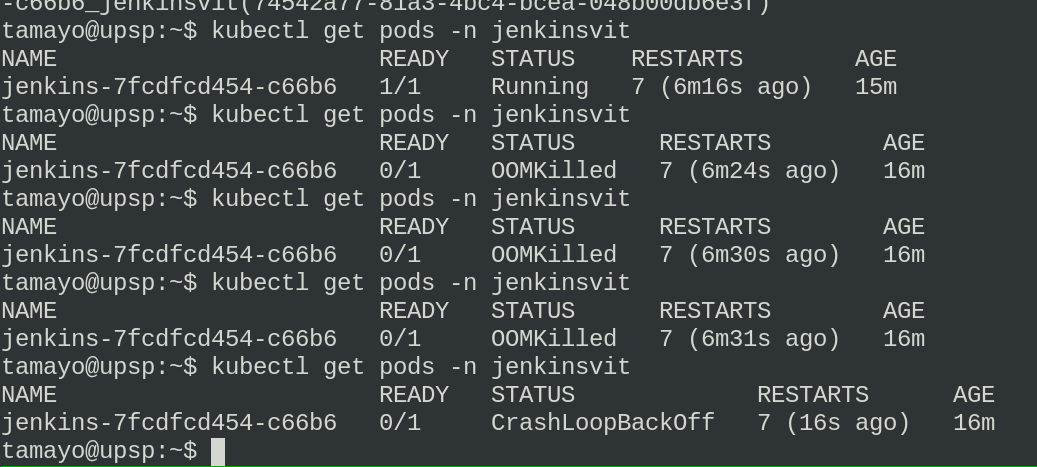 -c66b6_jenkinsvit(74542a77-81a3-4bc4-bcea-048b00db6e3f)
tamayo@upsp:~$ kubectl get pods -n jenkinsvit
NAME READY STATUS RESTARTS AGE
jenkins-7fcdfcd454-c66b6 1/1 Running 7 (6m16s ago) 15m
tamayo@upsp:~$ kubectl get pods -n jenkinsvit
NAME READY STATUS RESTARTS AGE
jenkins-7fcdfcd454-c66b6 0/1 OOMKilled 7 (6m24s ago) 16m
tamayo@upsp:~$ kubectl get pods -n jenkinsvit
NAME READY STATUS RESTARTS AGE
jenkins-7fcdfcd454-c66b6 0/1 OOMKilled 7 (6m30s ago) 16m
tamayo@upsp:~$ kubectl get pods -n jenkinsvit
NAME READY STATUS RESTARTS AGE
jenkins-7fcdfcd454-c66b6 0/1 OOMKilled 7 (6m31s ago) 16m
tamayo@upsp:~$ kubectl get pods -n jenkinsvit
NAME READY STATUS RESTARTS AGE
jenkins-7fcdfcd454-c66b6 0/1 CrashLoopBackOff 7 (16s ago) 16m
tamayo@upsp:~$